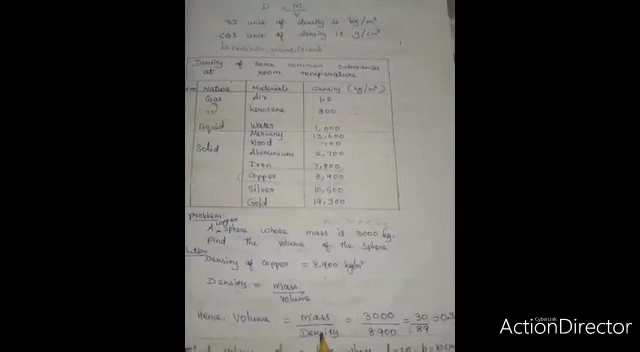 D = M / V
SI unit of density is kg/m³
CGS unit of density is g/cm³
Density of some common substances
at room temperature
Nature Materials Density (kg/m³)
Gas Air 1.2
" Kerosene 800
Liquid Water 1,000
Mercury 13,600
Solid Wood
Aluminium 2,700
Iron 7,800
Copper 8,900
Silver 10,500
Gold 19,300
problem:
A copper sphere whose mass is 3000 kg.
Find the volume of the sphere
Density of copper = 8,900 kg/m³
Density = mass / volume
Hence, Volume = mass / Density = 3000 / 8900 = 30 / 89
CyberLink
ActionDirector